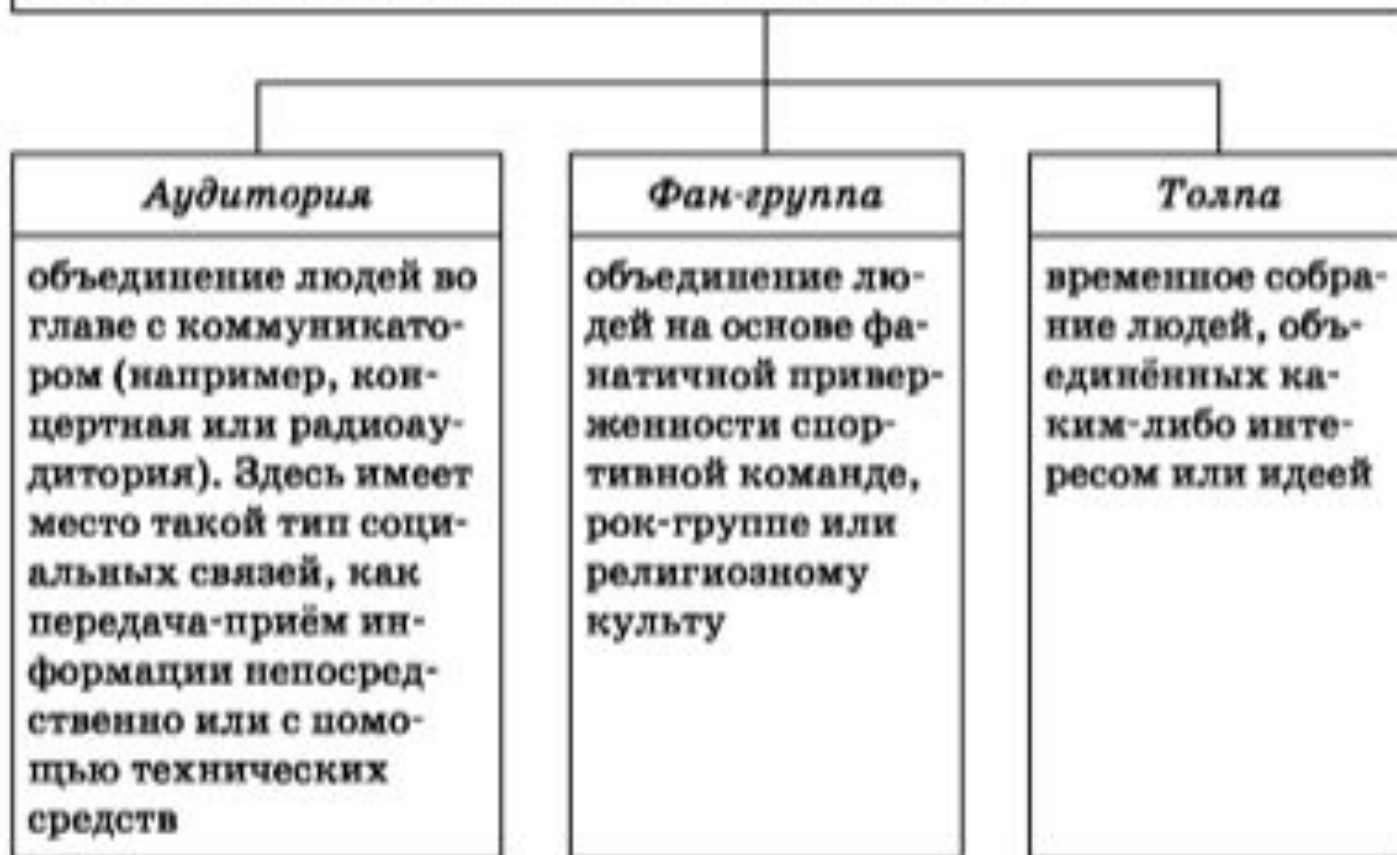 Аудитория
объединение людей во
главе с коммуникато-
ром (например, кон-
цертная или радиоау-
дитория). Здесь имеет
место такой тип соци-
альных связей, как
передача-приём ин-
формации непосред-
ственно или с помо-
щью технических
средств
Фан-группа
объединение лю-
дей на основе фа-
натичной привер-
женности спор-
тивной команде,
рок-группе или
религиозному
культу
Толпа
временное собра-
ние людей, объ-
единённых ка-
ким-либо инте-
ресом или идеей